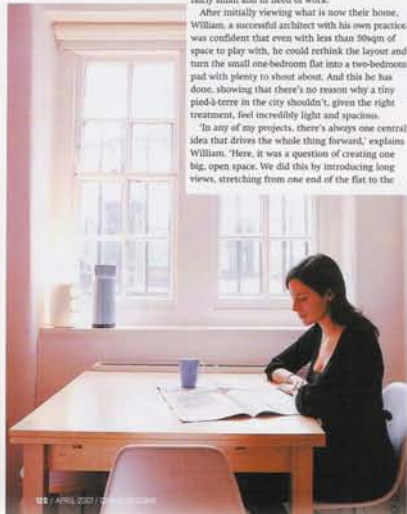 fairly small and in need of work.
After initially viewing what is now their home,
William, a successful architect with his own practice,
was confident that even with less than 50sqm of
space to play with, he could rethink the layout and
turn the small one-bedroom flat into a two-bedroom
pad with plenty to shout about. And this he has
done, showing that there's no reason why a tiny
pied-à-terre in the city shouldn't, given the right
treatment, feel incredibly light and spacious.
'In any of my projects, there's always one central
idea that drives the whole thing forward,' explains
William. 'Here, it was a question of creating one
big, open space. We did this by introducing long
views, stretching from one end of the flat to the
/ APRIL 2007 /